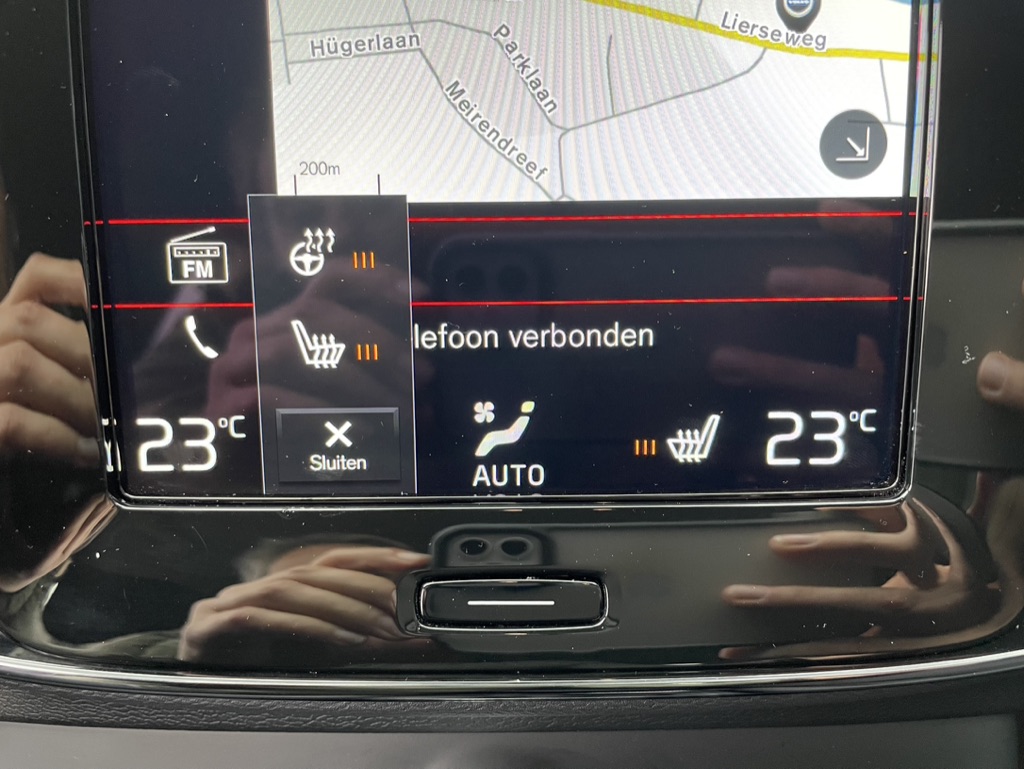 Lierseweg
Hügerlaan
Parklaan
Meirendreef
200m
FM
lefoon verbonden
23°C
Sluiten
AUTO
23°C